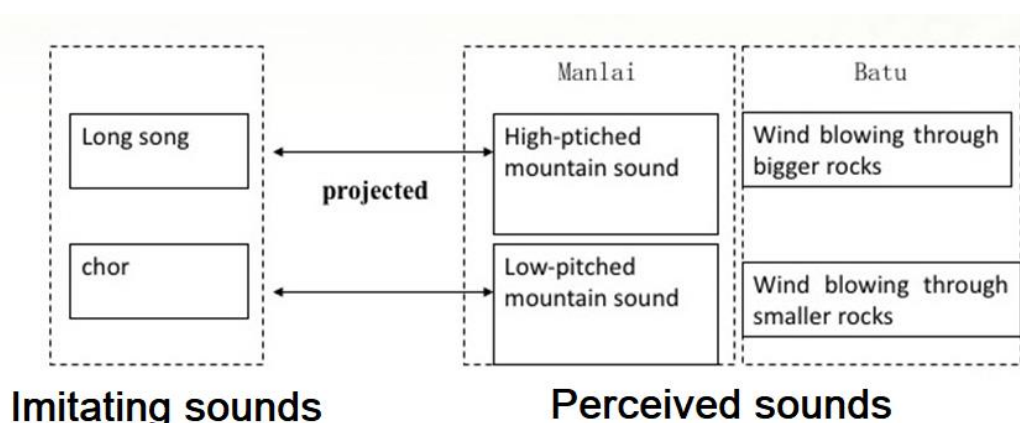 Manlai
Batu
Long song
High-ptiched
mountain sound
Wind blowing through
bigger rocks
projected
chor
Low-pitched
mountain sound
Wind blowing through
smaller rocks
Imitating sounds
Perceived sounds